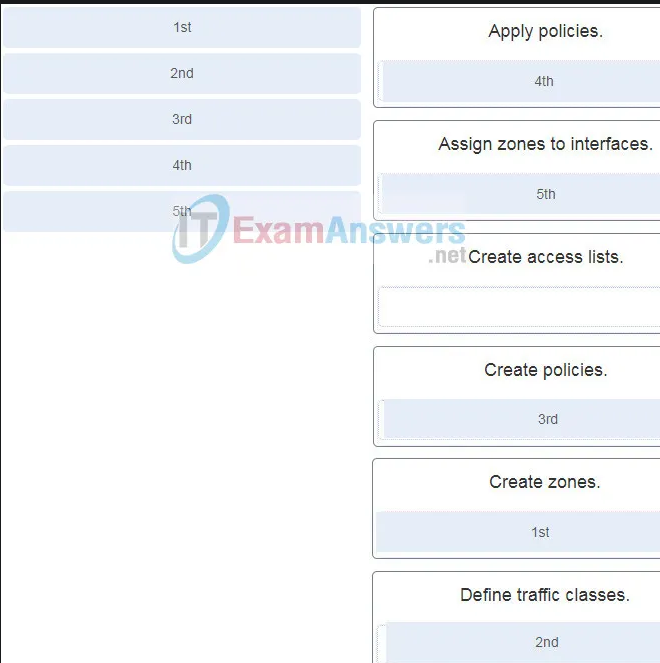 1st
2nd
3rd
4th
5th
Apply policies.
4th
Assign zones to interfaces.
5th
ITExamAnswers
.net
Create access lists.
Create policies.
3rd
Create zones.
1st
Define traffic classes.
2nd